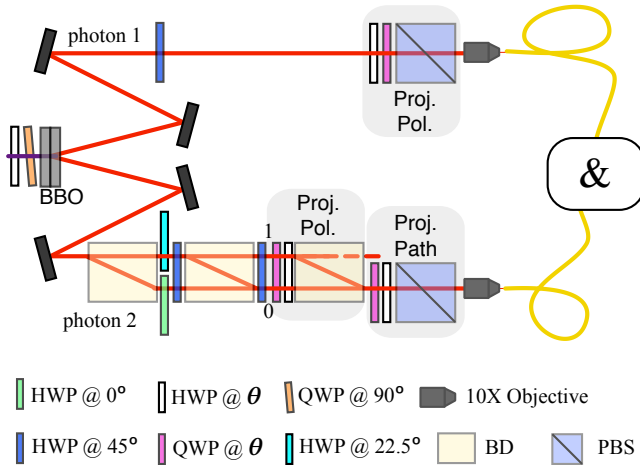 photon 1
Proj.
Pol.
BBO
&
Proj.
Pol.
1
Proj.
Path
0
photon 2
HWP @ 0°
HWP @ θ
QWP @ 90°
10X Objective
HWP @ 45°
QWP @ θ
HWP @ 22.5°
BD
PBS